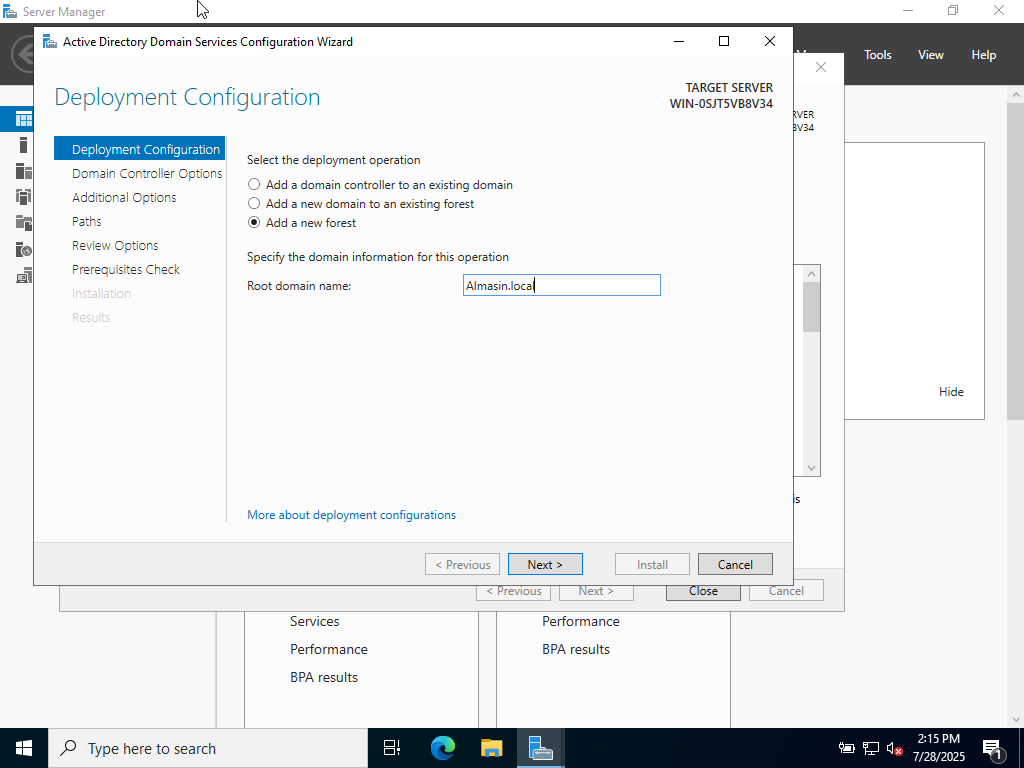 Server Manager
Active Directory Domain Services Configuration Wizard
Tools View Help
Deployment Configuration
TARGET SERVER
WIN-0SJT5VB8V34
Deployment Configuration
Domain Controller Options
Additional Options
Paths
Review Options
Prerequisites Check
Installation
Results
Select the deployment operation
Add a domain controller to an existing domain
Add a new domain to an existing forest
Add a new forest
Specify the domain information for this operation
Root domain name: Almasin.local
More about deployment configurations
< Previous Next > Install Cancel
Hide
< Previous Next > Close Cancel
Services
Performance
BPA results
Performance
BPA results
Type here to search
2:15 PM
7/28/2025
1